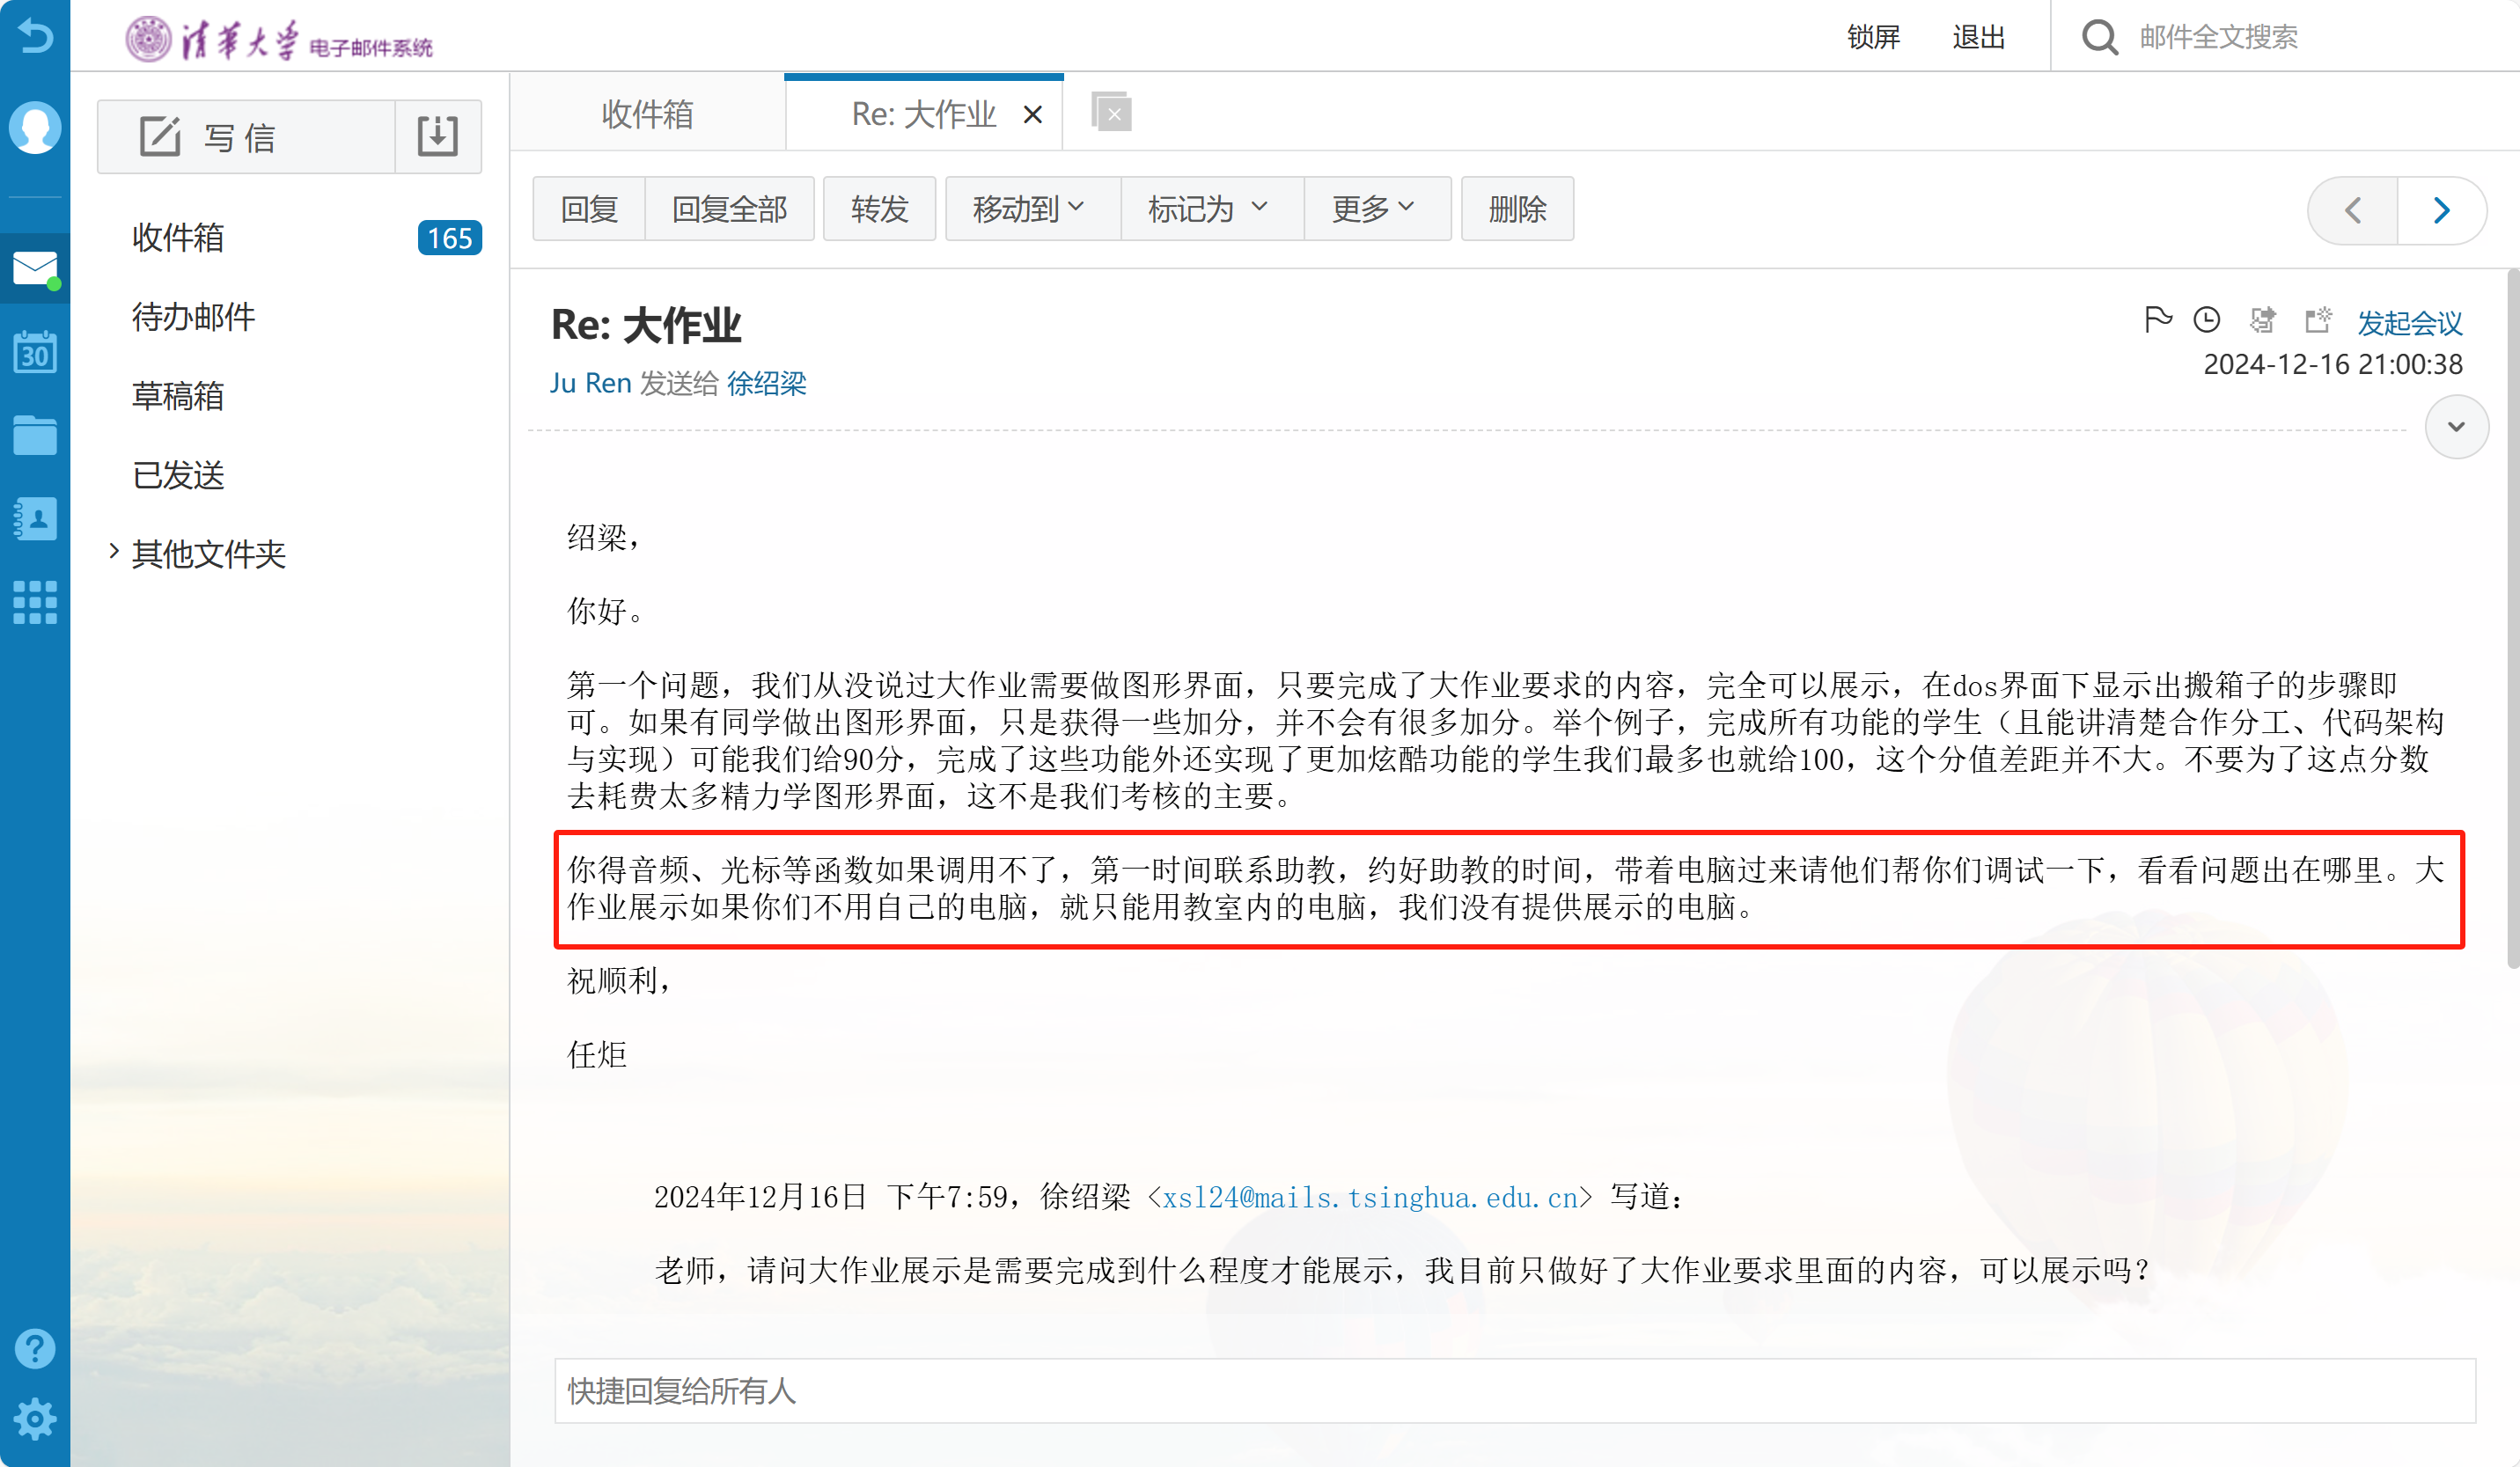 清华大学 电子邮件系统
锁屏 退出 邮件全文搜索
写 信
收件箱 165
待办邮件
草稿箱
已发送
其他文件夹
30
收件箱 Re: 大作业
回复 回复全部 转发 移动到 标记为 更多 删除
Re: 大作业
发起会议
Ju Ren 发送给 徐绍梁
2024-12-16 21:00:38
绍梁，
你好。
第一个问题，我们从没说过大作业需要做图形界面，只要完成了大作业要求的内容，完全可以展示，在dos界面下显示出搬箱子的步骤即
可。如果有同学做出图形界面，只是获得一些加分，并不会有很多加分。举个例子，完成所有功能的学生（且能讲清楚合作分工、代码架构
与实现）可能我们给90分，完成了这些功能外还实现了更加炫酷功能的学生我们最多也就给100，这个分值差距并不大。不要为了这点分数
去耗费太多精力学图形界面，这不是我们考核的主要。
你得音频、光标等函数如果调用不了，第一时间联系助教，约好助教的时间，带着电脑过来请他们帮你们调试一下，看看问题出在哪里。大
作业展示如果你们不用自己的电脑，就只能用教室内的电脑，我们没有提供展示的电脑。
祝顺利，
任炬
2024年12月16日 下午7:59，徐绍梁 <xsl24@mails.tsinghua.edu.cn> 写道：
老师，请问大作业展示是需要完成到什么程度才能展示，我目前只做好了大作业要求里面的内容，可以展示吗？
快捷回复给所有人